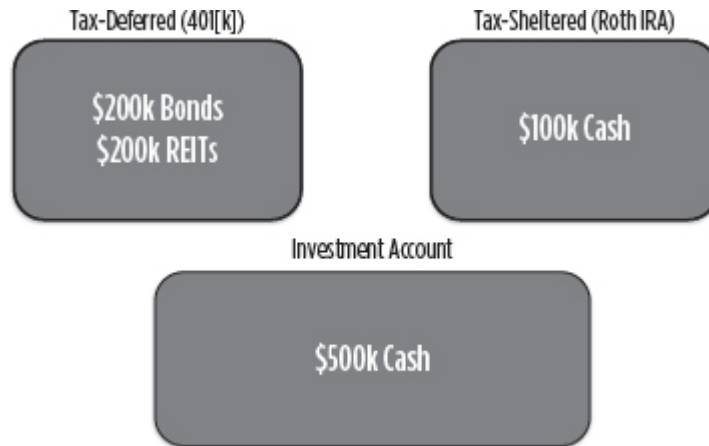 Tax-Deferred (401[k])
Tax-Sheltered (Roth IRA)
$200k Bonds
$200k REITs
$100k Cash
Investment Account
$500k Cash